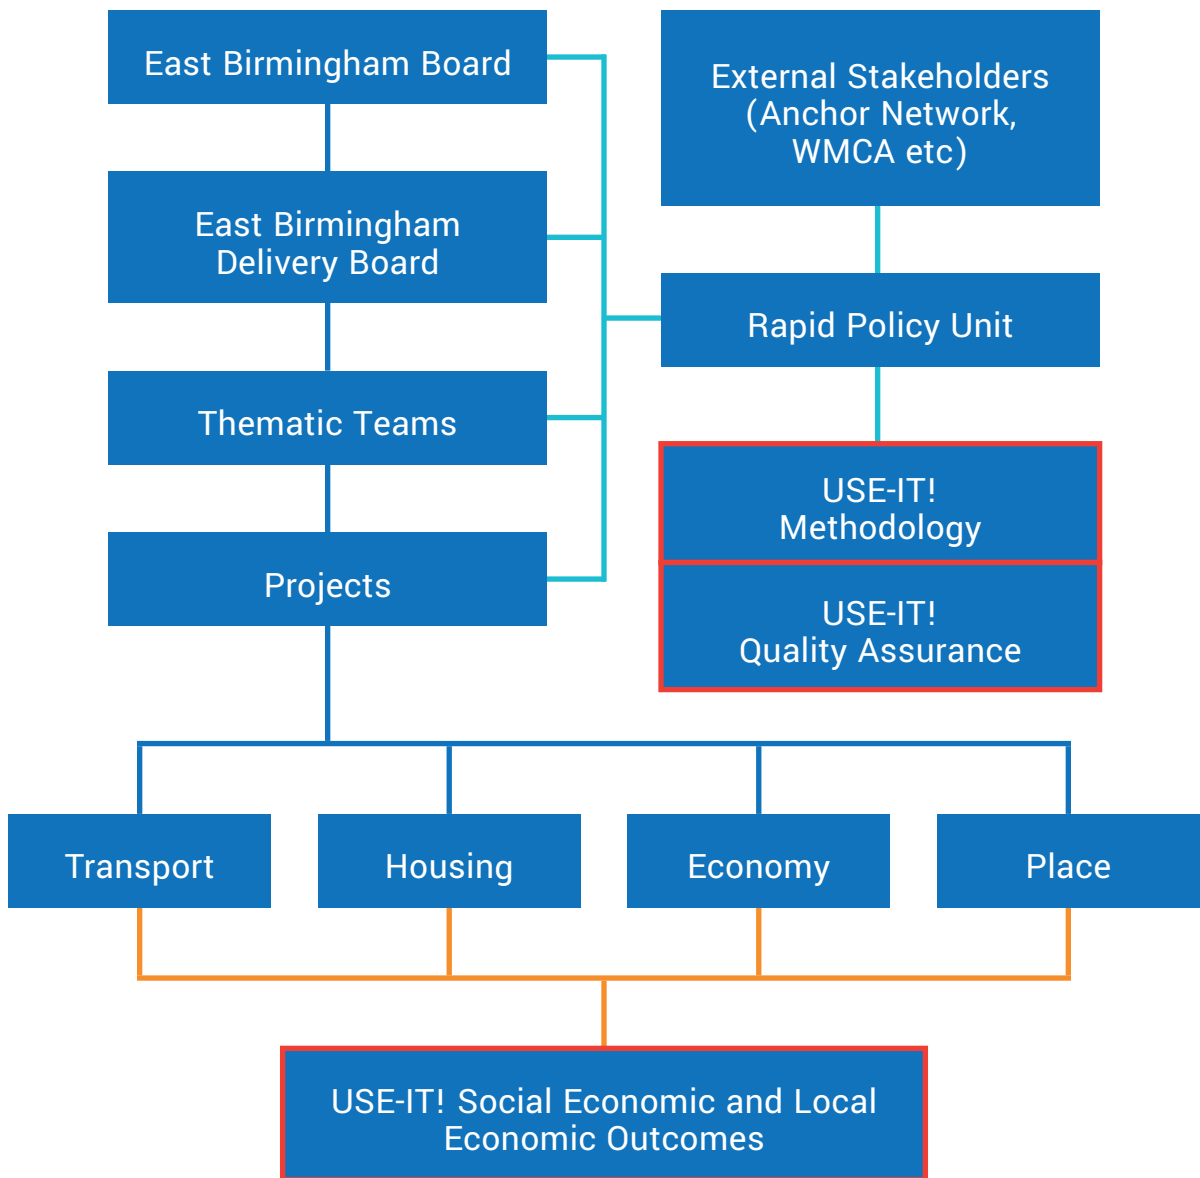 East Birmingham Board
External Stakeholders
(Anchor Network,
WMCA etc)
East Birmingham
Delivery Board
Rapid Policy Unit
Thematic Teams
USE-IT!
Methodology
Projects
USE-IT!
Quality Assurance
Transport
Housing
Economy
Place
USE-IT! Social Economic and Local
Economic Outcomes